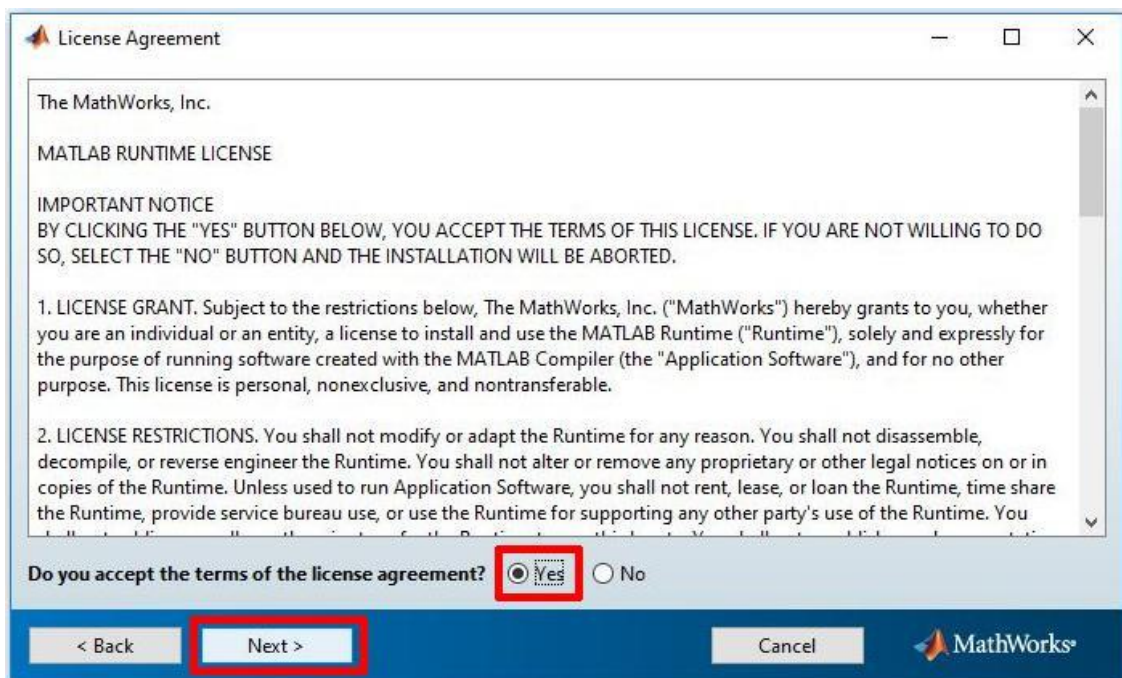 License Agreement
The MathWorks, Inc.
MATLAB RUNTIME LICENSE
IMPORTANT NOTICE
BY CLICKING THE "YES" BUTTON BELOW, YOU ACCEPT THE TERMS OF THIS LICENSE. IF YOU ARE NOT WILLING TO DO
SO, SELECT THE "NO" BUTTON AND THE INSTALLATION WILL BE ABORTED.
1. LICENSE GRANT. Subject to the restrictions below, The MathWorks, Inc. ("MathWorks") hereby grants to you, whether
you are an individual or an entity, a license to install and use the MATLAB Runtime ("Runtime"), solely and expressly for
the purpose of running software created with the MATLAB Compiler (the "Application Software"), and for no other
purpose. This license is personal, nonexclusive, and nontransferable.
2. LICENSE RESTRICTIONS. You shall not modify or adapt the Runtime for any reason. You shall not disassemble,
decompile, or reverse engineer the Runtime. You shall not alter or remove any proprietary or other legal notices on or in
copies of the Runtime. Unless used to run Application Software, you shall not rent, lease, or loan the Runtime, time share
the Runtime, provide service bureau use, or use the Runtime for supporting any other party's use of the Runtime. You
Do you accept the terms of the license agreement? Yes No
< Back Next > Cancel MathWorks®